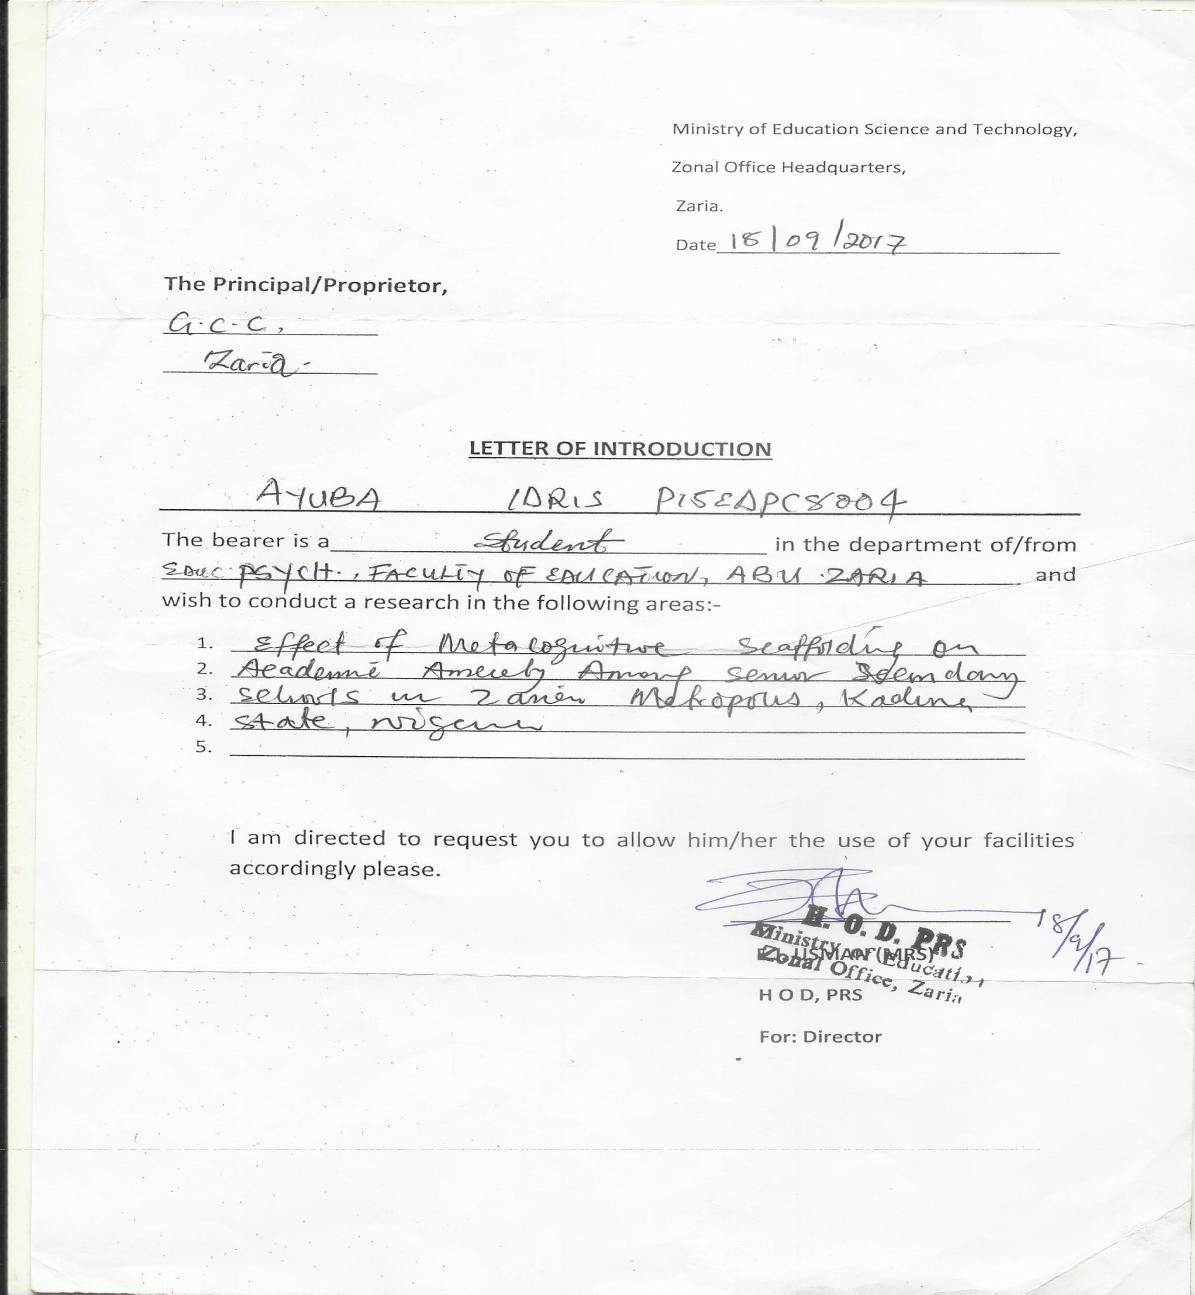 Ministry of Education Science and Technology,
Zonal Office Headquarters,
Zaria.
Date 18/09/2017
The Principal/Proprietor,
G.C.C,
Zaria-
LETTER OF INTRODUCTION
AYUBA IDRIS P15EDPC8004
The bearer is a Student in the department of/from
EDUC PSYCH., FACULTY OF EDUCATION, ABU ZARIA and
wish to conduct a research in the following areas:-
1. Effect of Metacognitive Scaffolding on
2. Academic Anxiety Among senior Secondary
3. schools in Zaria Metropolis, Kaduna
4. state, Nigeria
5.
I am directed to request you to allow him/her the use of your facilities
accordingly please.
18/9/17-
H. O. D. PRS
Ministry of Education
USMAN (MRS)
Zonal Office, Zaria
H O D, PRS
For: Director